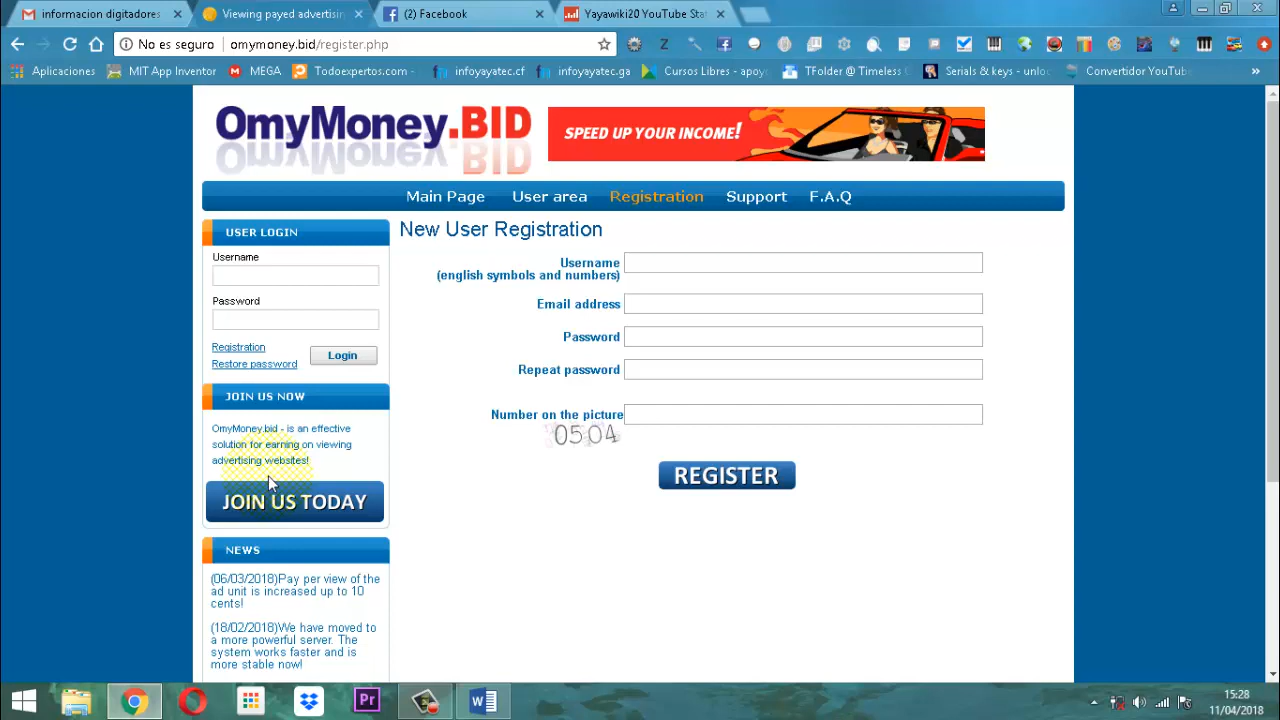 informacion digitadores
Viewing payed advertising
(2) Facebook
Yayawiki20 YouTube Stat
No es seguro
omymoney.bid/register.php
Aplicaciones
MIT App Inventor
MEGA
Todoexpertos.com -
infoyayatec.cf
infoyayatec.ga
Cursos Libres - apoy
TFolder @ Timeless
Serials & keys - unloc
Convertidor YouTub
»
OmyMoney.BID
SPEED UP YOUR INCOME!
Main Page
User area
Registration
Support
F.A.Q
USER LOGIN
Username
Password
Registration
Restore password
Login
JOIN US NOW
OmyMoney.bid - is an effective
solution for earning on viewing
advertising websites!
JOIN US TODAY
NEWS
(06/03/2018)Pay per view of the
ad unit is increased up to 10
cents!
(18/02/2018)We have moved to
a more powerful server. The
system works faster and is
more stable now!
New User Registration
Username
(english symbols and numbers)
Email address
Password
Repeat password
Number on the picture
0504
REGISTER
15:28
11/04/2018